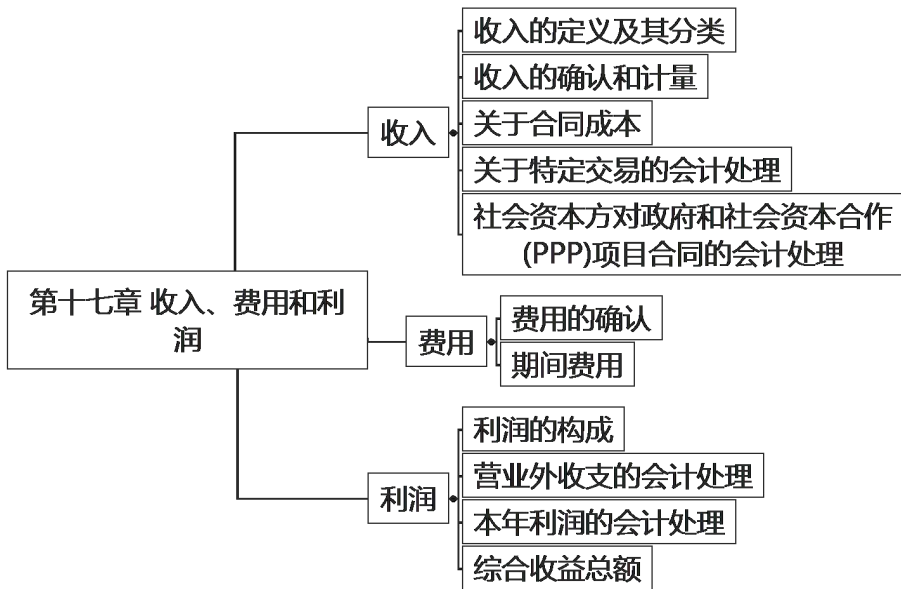 收入的定义及其分类
收入的确认和计量
收入
关于合同成本
关于特定交易的会计处理
社会资本方对政府和社会资本合作
(PPP)项目合同的会计处理
第十七章 收入、费用和利
润
费用的确认
费用
期间费用
利润的构成
营业外收支的会计处理
利润
本年利润的会计处理
综合收益总额